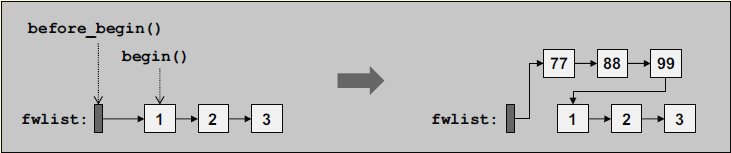 before_begin()
begin()
fwlist: 1 2 3
77 88 99
fwlist: 1 2 3